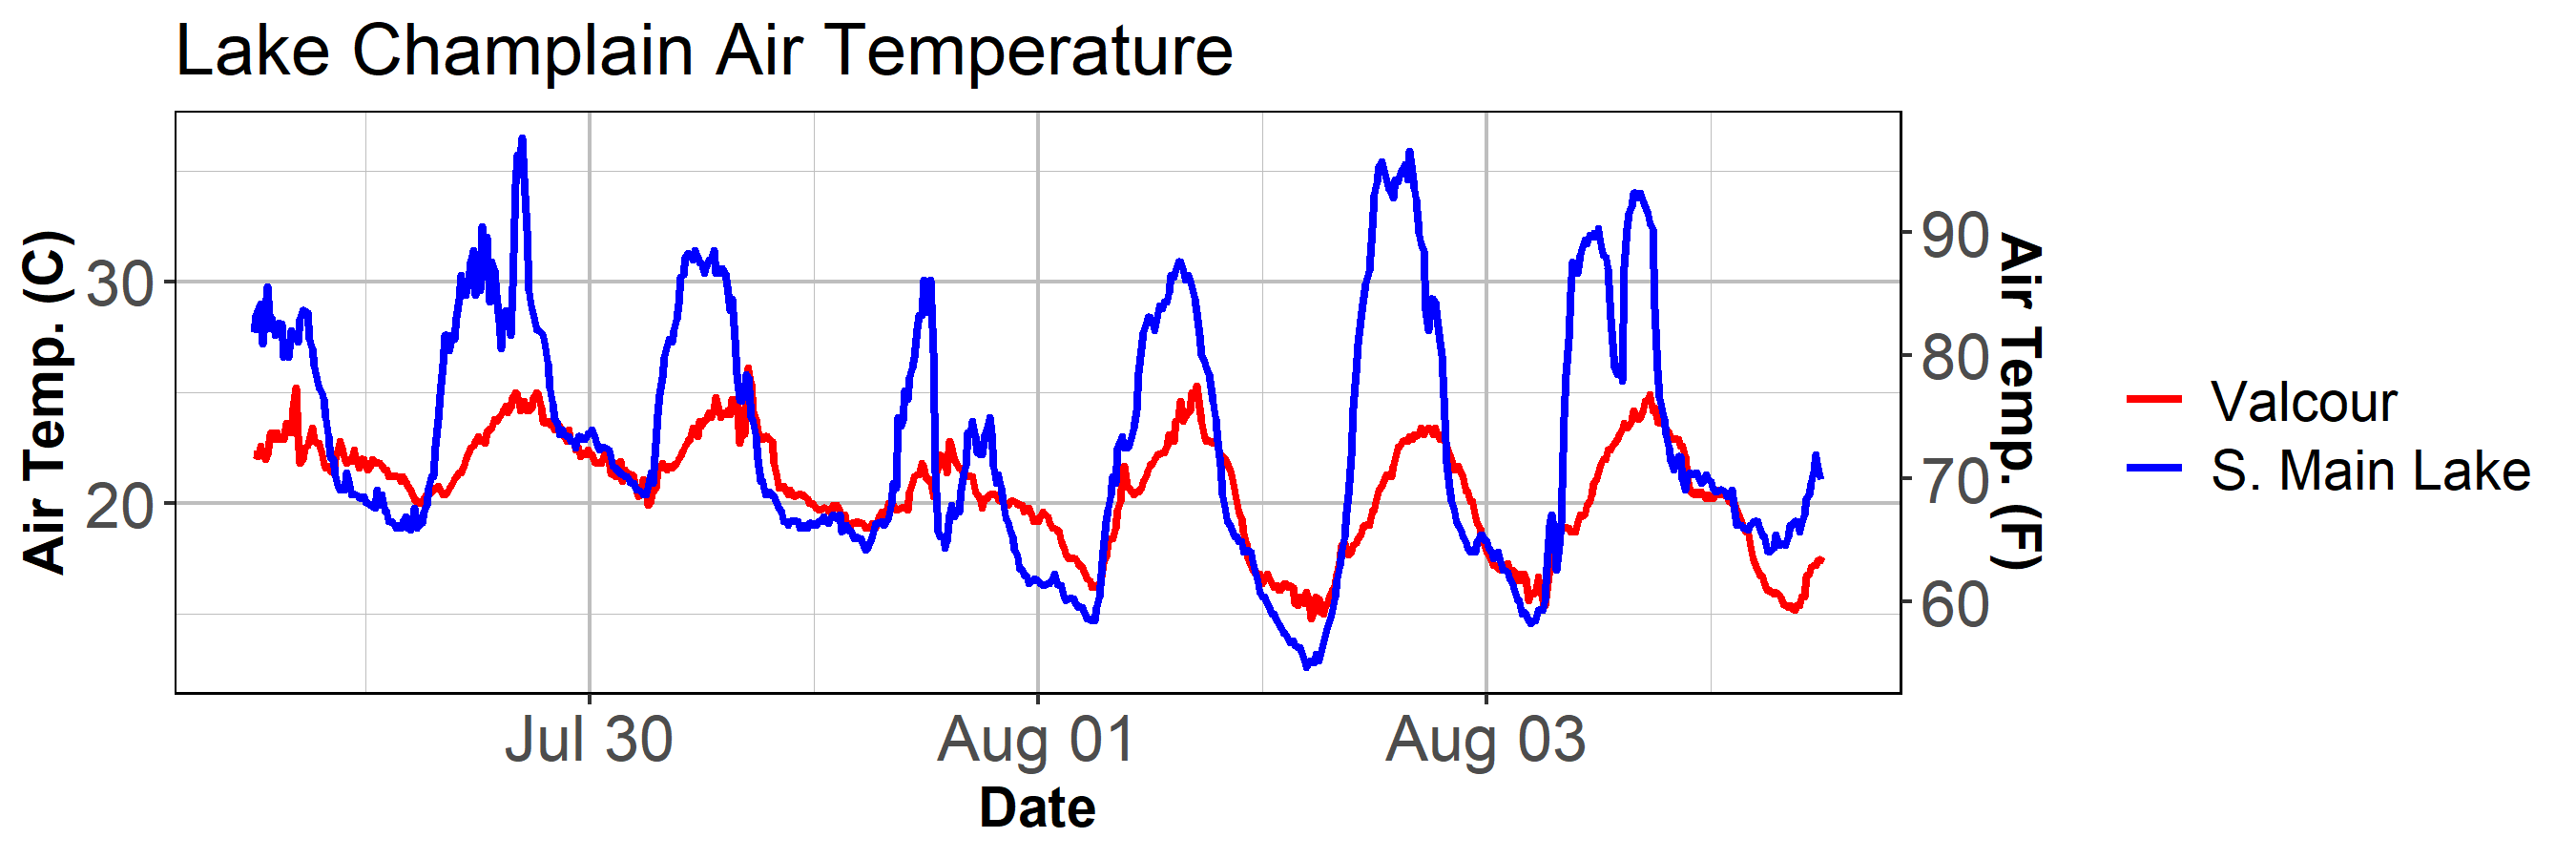 Lake Champlain Air Temperature
Air Temp. (C)
30
20
90
80
70
60
Air Temp. (F)
Jul 30
Aug 01
Aug 03
Date
Valcour
S. Main Lake